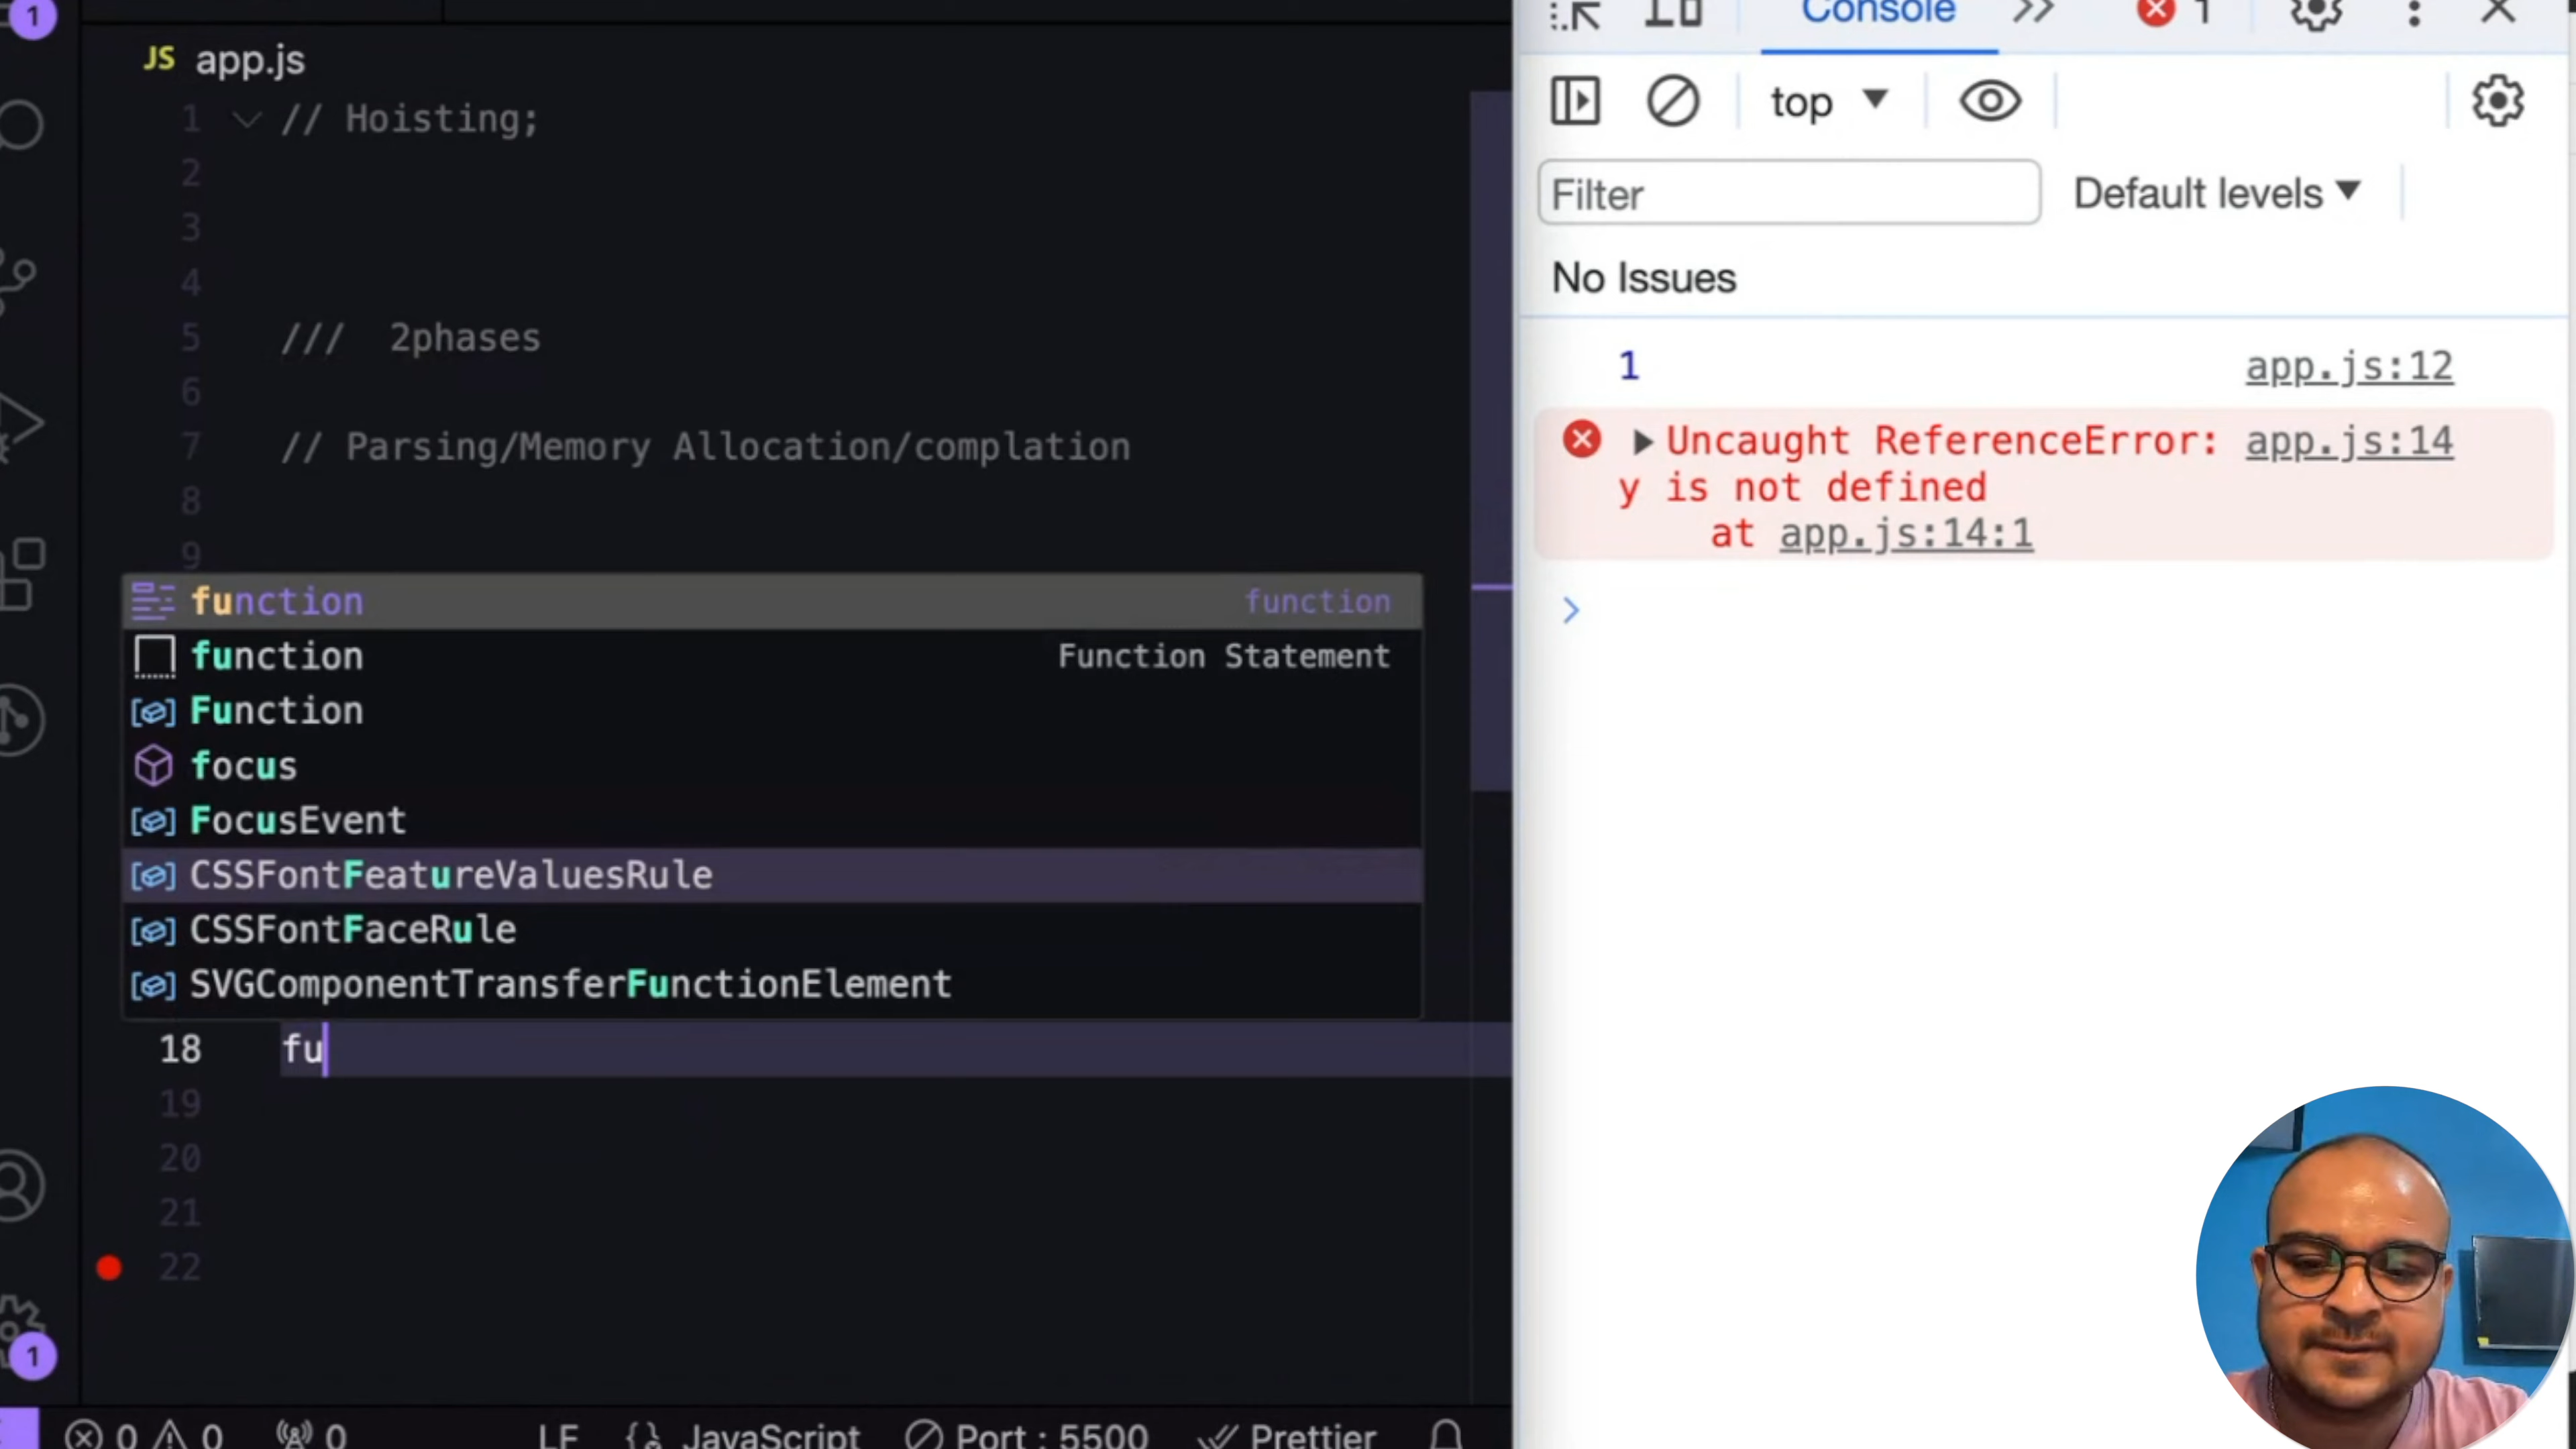 1
JS app.js
1 // Hoisting;
2
3
4
5 /// 2phases
6
7 // Parsing/Memory Allocation/complation
8
9
function function
function Function Statement
Function
focus
FocusEvent
CSSFontFeatureValuesRule
CSSFontFaceRule
SVGComponentTransferFunctionElement
18 fu
19
20
21
22
1
0 0 0 LF JavaScript Port : 5500 Prettier
Console 1
top
Filter Default levels
No Issues
1 app.js:12
Uncaught ReferenceError: app.js:14
y is not defined
at app.js:14:1